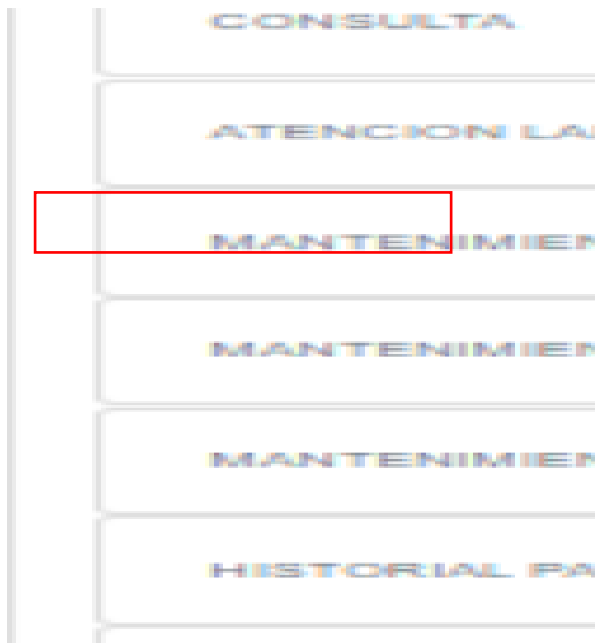 CONSULTA
ATENCION LA
MANTENIMIEN
MANTENIMIEN
MANTENIMIEN
HISTORIAL PA